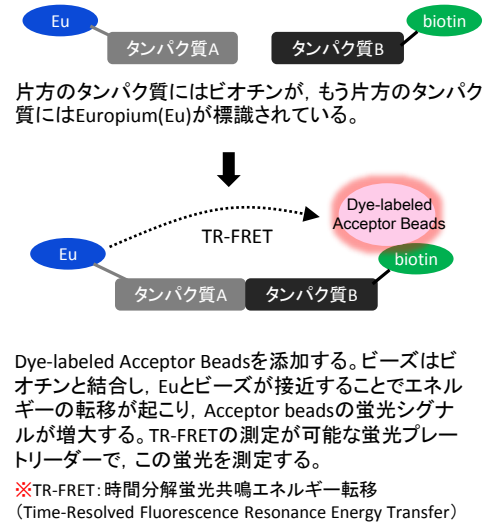 Eu
biotin
タンパク質A
タンパク質B
片方のタンパク質にはビオチンが，もう片方のタンパク
質にはEuropium(Eu)が標識されている。
Dye-labeled
Acceptor Beads
TR-FRET
Eu
biotin
タンパク質A
タンパク質B
Dye-labeled Acceptor Beadsを添加する。ビーズはビ
オチンと結合し，Euとビーズが接近することでエネル
ギーの転移が起こり，Acceptor beadsの蛍光シグナ
ルが増大する。TR-FRETの測定が可能な蛍光プレー
トリーダーで，この蛍光を測定する。
※TR-FRET：時間分解蛍光共鳴エネルギー転移
（Time-Resolved Fluorescence Resonance Energy Transfer）